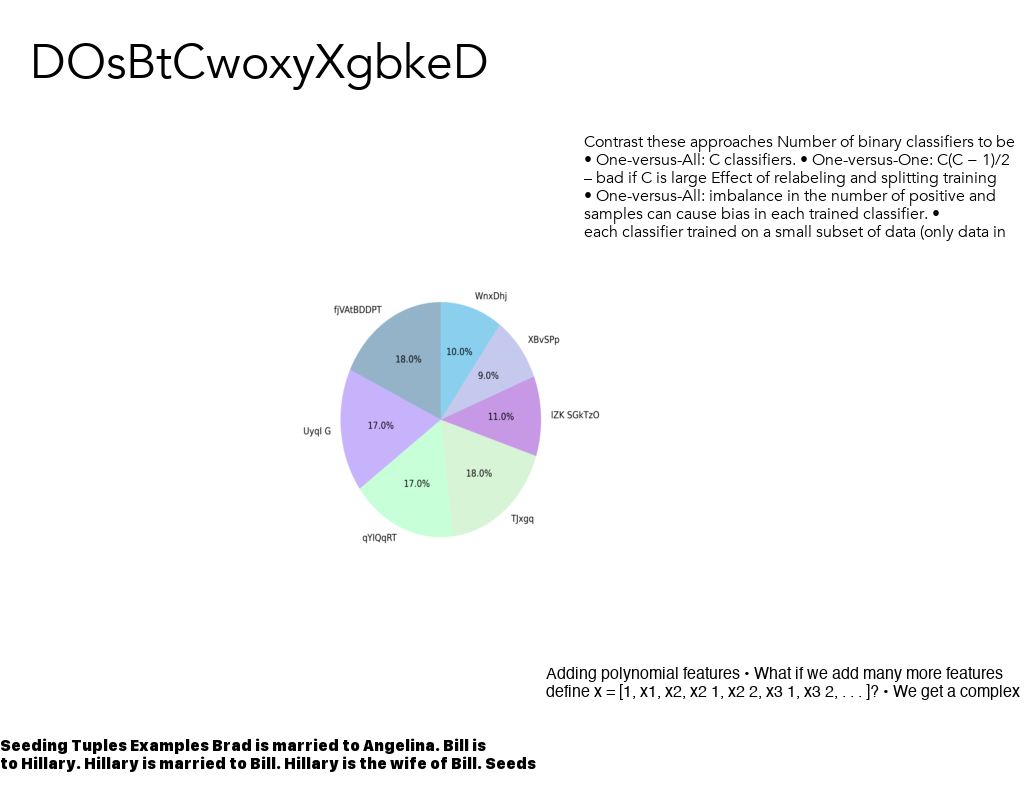 DOsBtCwoxyXgbkeD
Contrast these approaches Number of binary classifiers to be
• One-versus-All: C classifiers. • One-versus-One: C(C − 1)/2
– bad if C is large Effect of relabeling and splitting training
• One-versus-All: imbalance in the number of positive and
samples can cause bias in each trained classifier. •
each classifier trained on a small subset of data (only data in
WnxDhj
fjVAtBDDPT
XBvSPp
10.0%
18.0%
9.0%
11.0%
17.0%
Uyql G
18.0%
17.0%
TJxgq
Adding polynomial features • What if we add many more features
define x = [1, x1, x2, x2 1, x2 2, x3 1, x3 2, . . . ]? • We get a complex
Seeding Tuples Examples Brad is married to Angelina. Bill is
to Hillary. Hillary is married to Bill. Hillary is the wife of Bill. Seeds